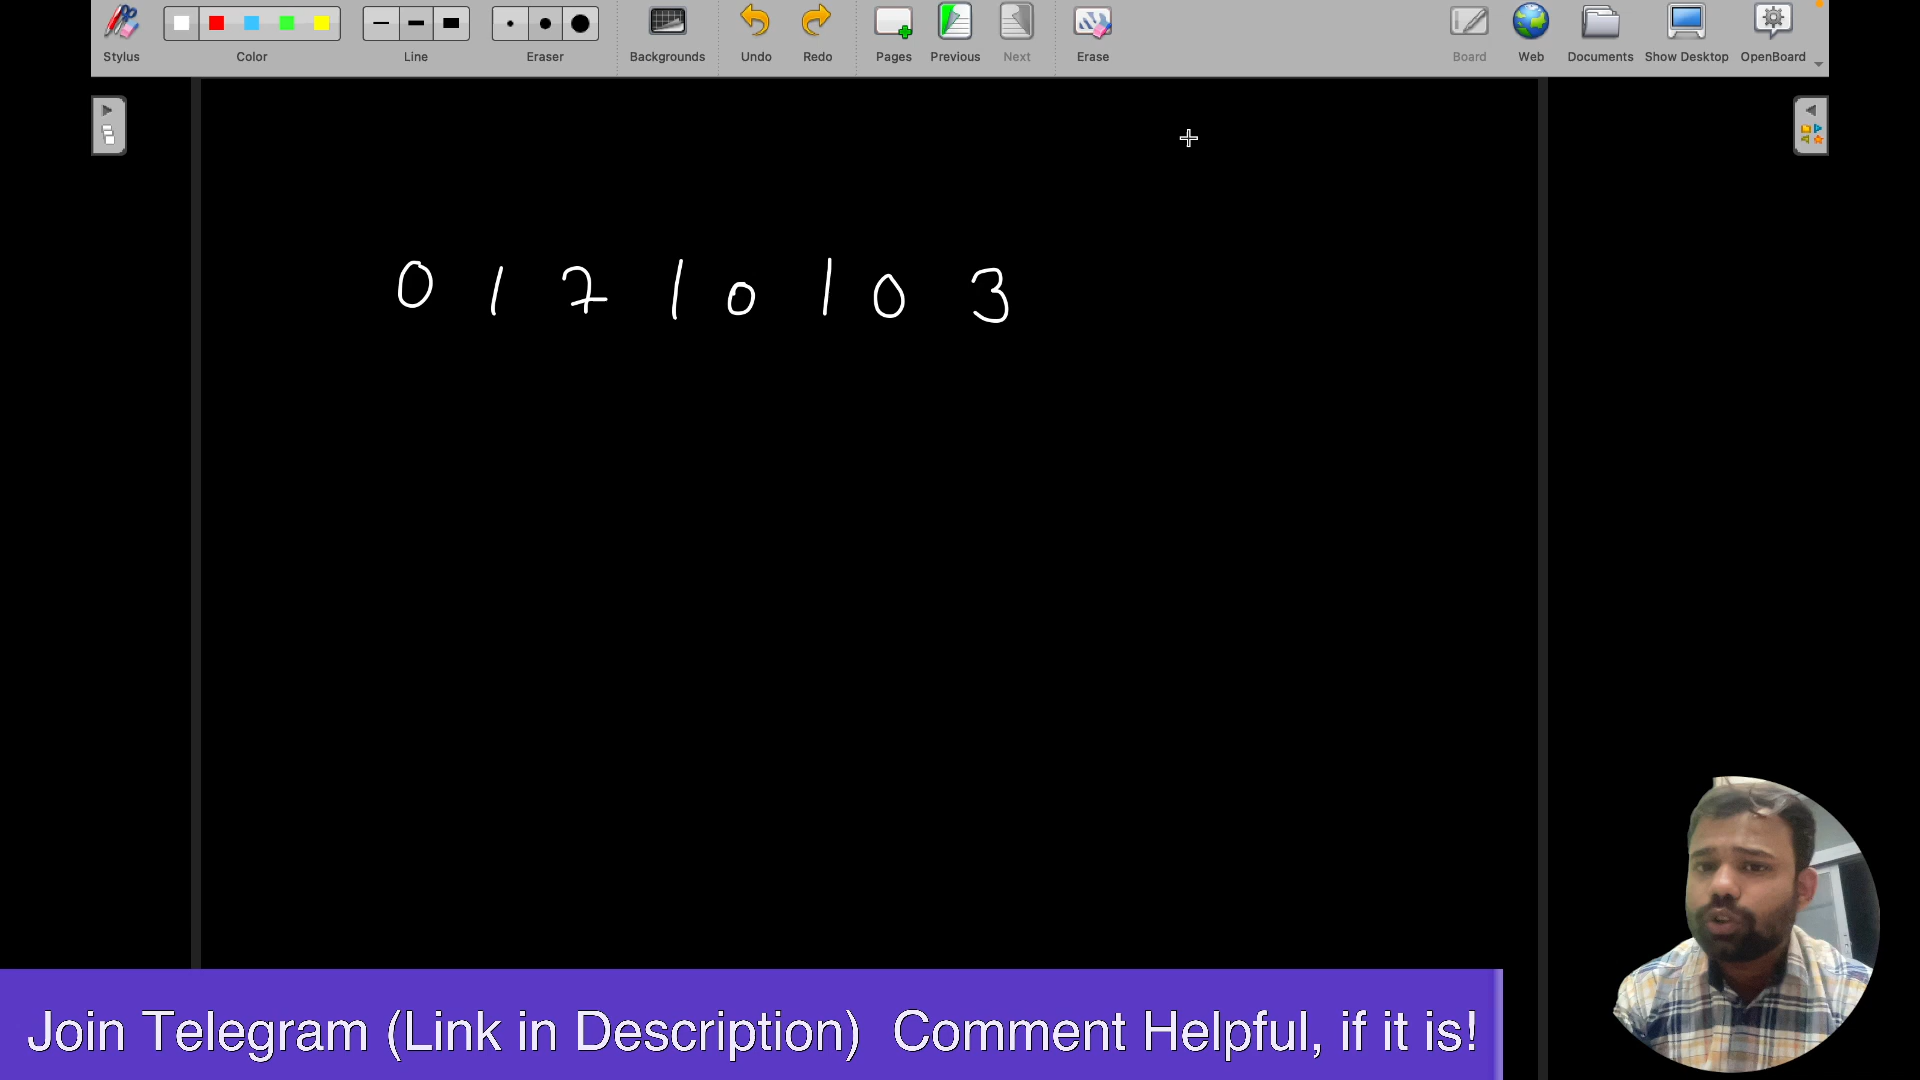 Stylus Color Line Eraser Backgrounds Undo Redo Pages Previous Next Erase Board Web Documents Show Desktop OpenBoard
0 1 7 1 0 1 0 3
Join Telegram (Link in Description) Comment Helpful, if it is!